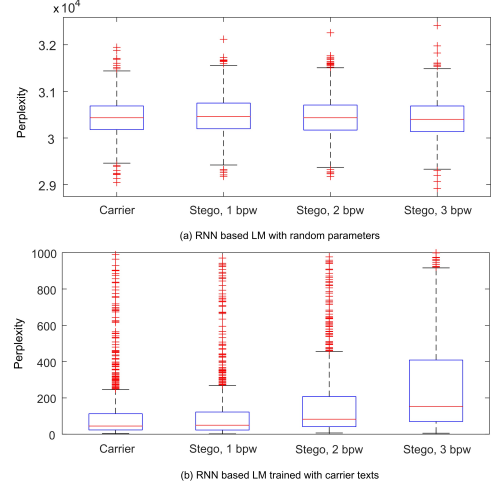 × 10⁴
3.2
3.1
3
2.9
Perplexity
Carrier
Stego, 1 bpw
Stego, 2 bpw
Stego, 3 bpw
(a) RNN based LM with random parameters
1000
800
600
400
200
0
Perplexity
Carrier
Stego, 1 bpw
Stego, 2 bpw
Stego, 3 bpw
(b) RNN based LM trained with carrier texts